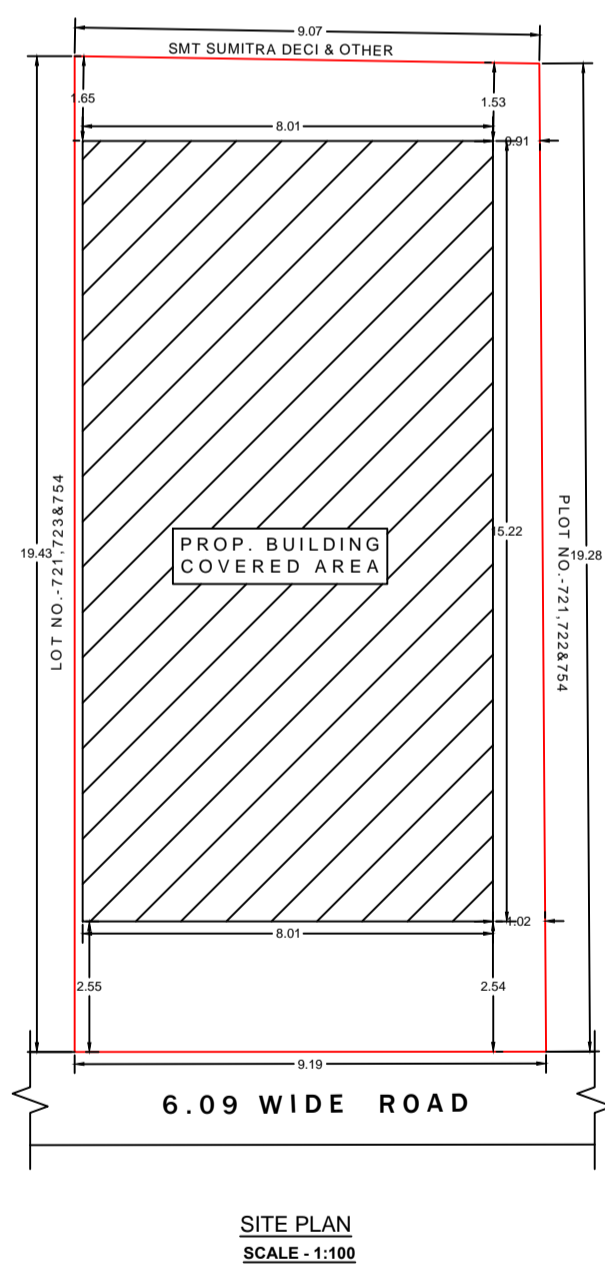 9.07
SMT SUMITRA DECI & OTHER
1.65
1.53
8.01
0.91
LOT NO.-721,723&754
19.43
PROP. BUILDING
COVERED AREA
15.22
PLOT NO.-721,722&754
19.28
1.02
8.01
2.55
2.54
9.19
6.09 WIDE ROAD
SITE PLAN
SCALE - 1:100